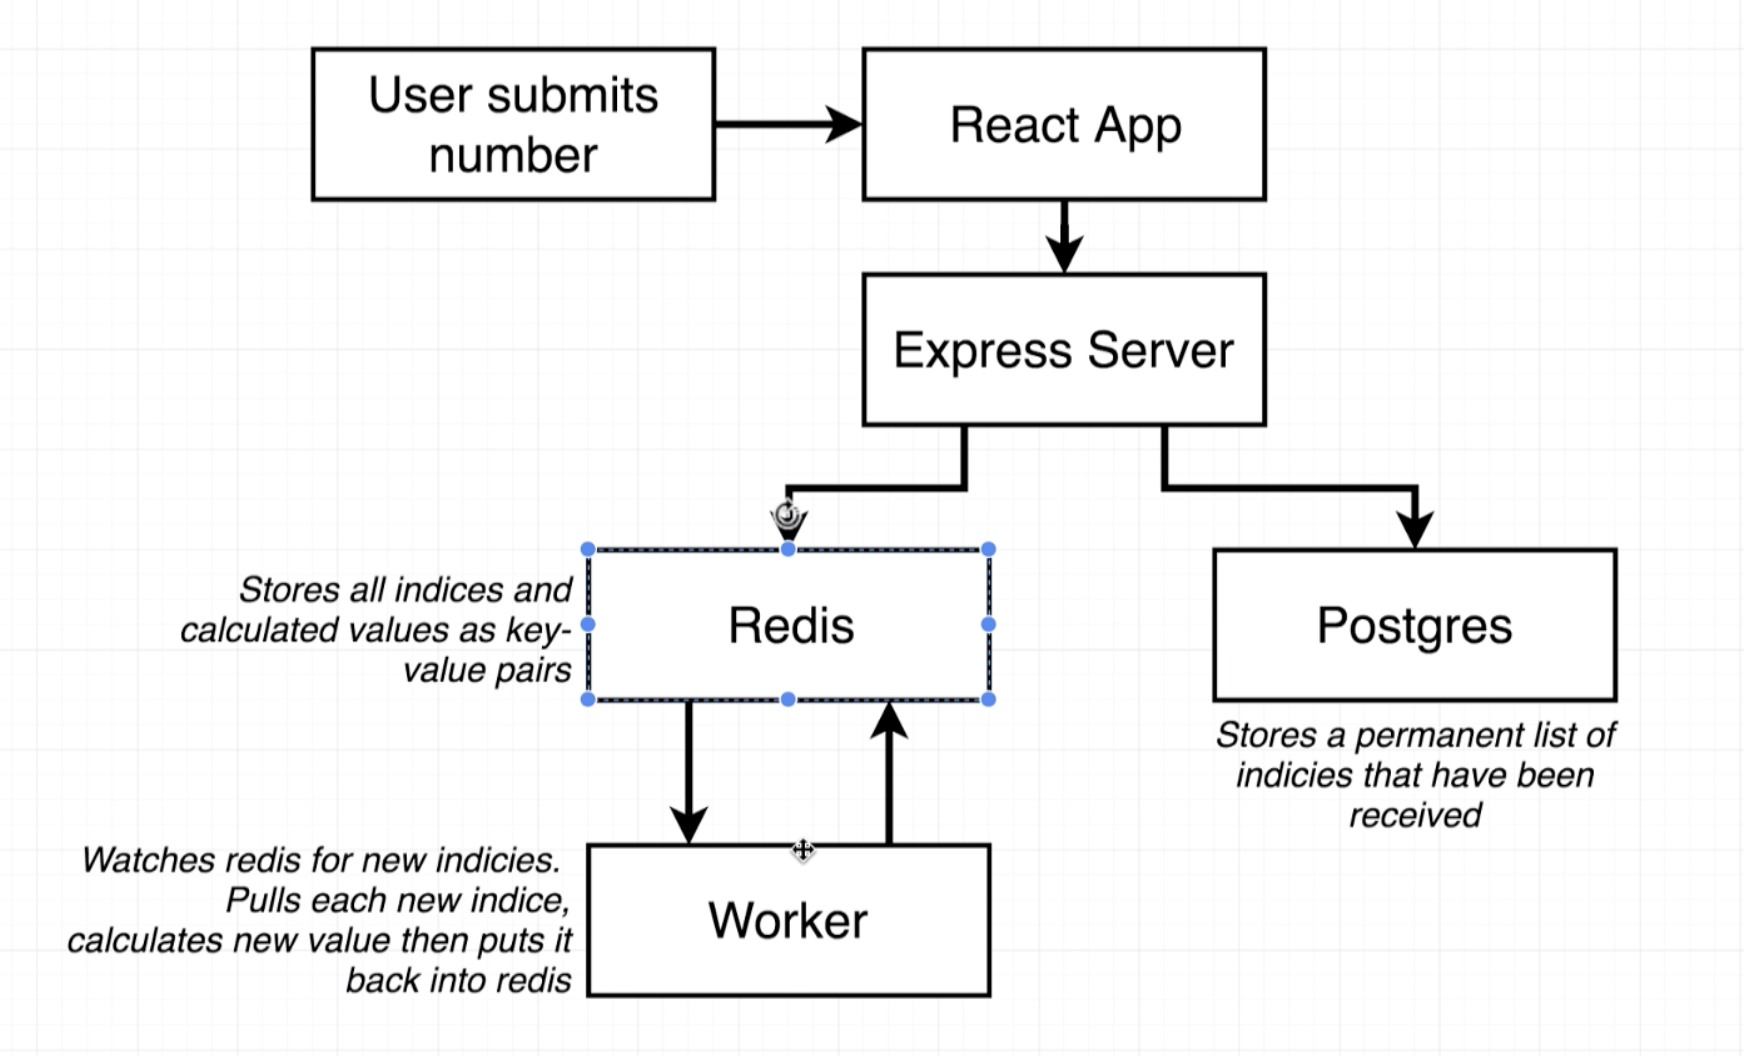 User submits
number
React App
Express Server
Stores all indices and
calculated values as key-
value pairs
Redis
Postgres
Stores a permanent list of
indicies that have been
received
Watches redis for new indicies.
Pulls each new indice,
calculates new value then puts it
back into redis
Worker